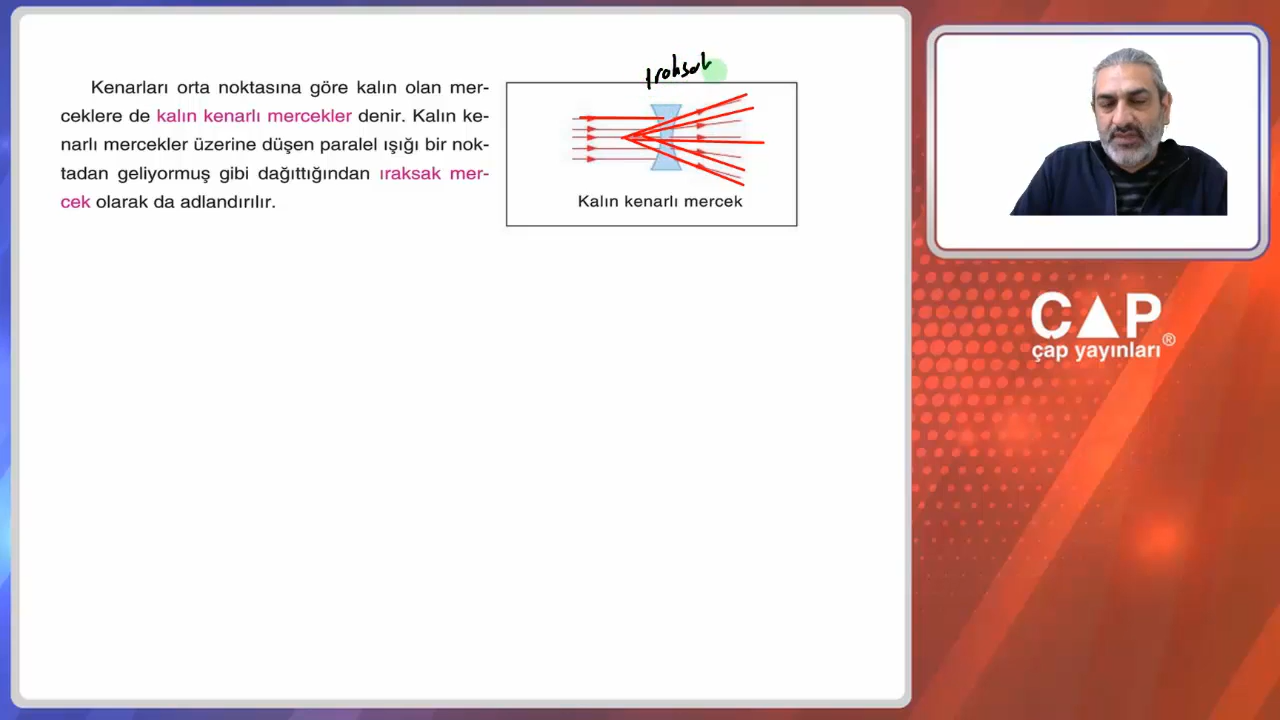 Kenarları orta noktasına göre kalın olan mer-
ceklere de kalın kenarlı mercekler denir. Kalın ke-
narlı mercekler üzerine düşen paralel ışığı bir nok-
tadan geliyormuş gibi dağıttığından ıraksak mer-
cek olarak da adlandırılır.
ıraksak
Kalın kenarlı mercek
ÇAP
çap yayınları®